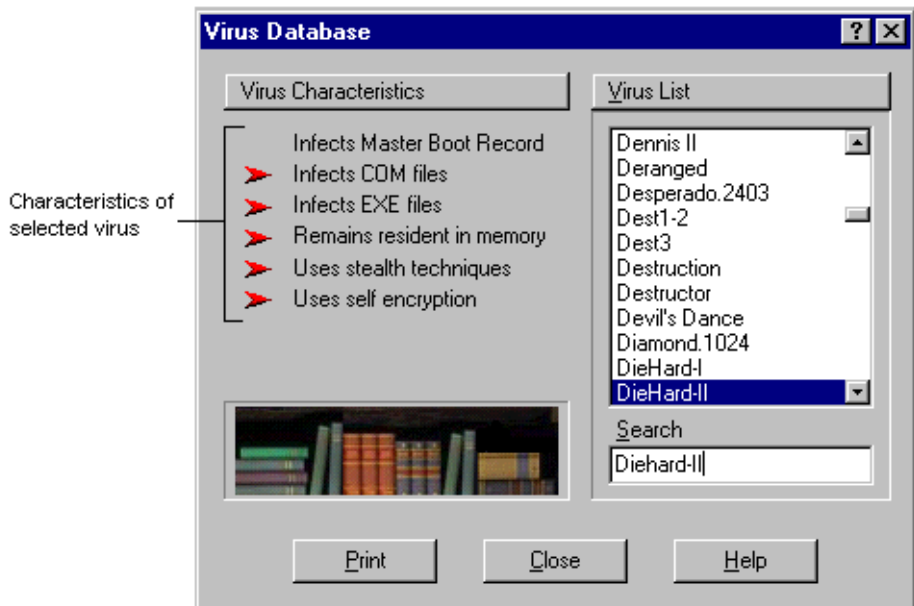 Virus Database
Virus Characteristics
Characteristics of
selected virus
Infects Master Boot Record
Infects COM files
Infects EXE files
Remains resident in memory
Uses stealth techniques
Uses self encryption
Virus List
Dennis II
Deranged
Desperado.2403
Dest1-2
Dest3
Destruction
Destructor
Devil's Dance
Diamond.1024
DieHard-I
DieHard-II
Search
Diehard-II
Print
Close
Help